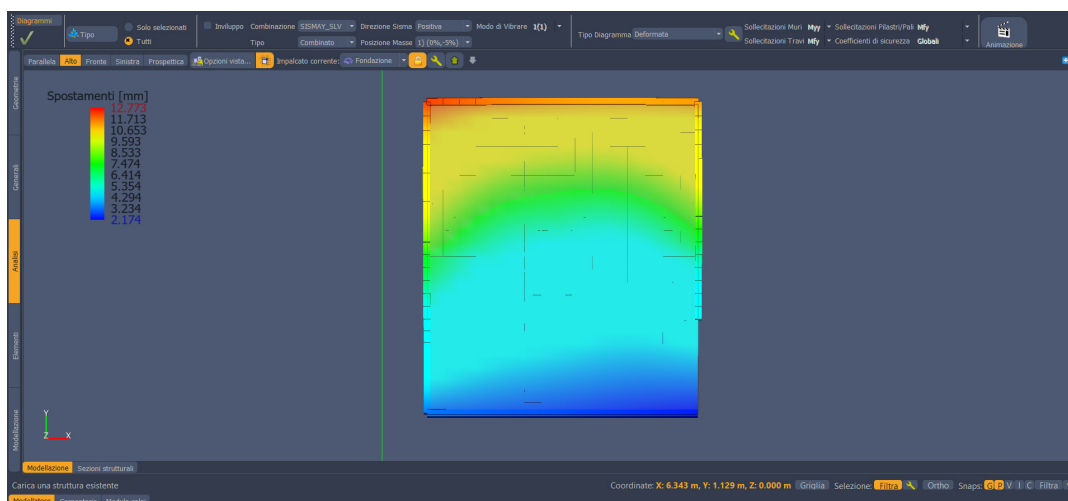 Diagrammi
Tipo
Solo selezionati
Tutti
Inviluppo Combinazione SISMAY_SLV Direzione Sisma Positiva Modo di Vibrare 1(1)
Tipo Combinato Posizione Masse 1) (0%,-5%)
Tipo Diagramma Deformata
Sollecitazioni Muri Myy Sollecitazioni Pilastri/Pali Mfy
Sollecitazioni Travi Mfy Coefficienti di sicurezza Globali
Animazione
Parallela Alto Fronte Sinistra Prospettica Opzioni vista... Impalcato corrente: Fondazione
Geometrie
Generali
Analisi
Elementi
Modellazione
Spostamenti [mm]
12.773
11.713
10.653
9.593
8.533
7.474
6.414
5.354
4.294
3.234
2.174
Y
Z X
Modellazione Sezioni strutturali
Carica una struttura esistente
Coordinate: X: 6.343 m, Y: 1.129 m, Z: 0.000 m Griglia Selezione: Filtra Ortho Snaps: G P V I C Filtra